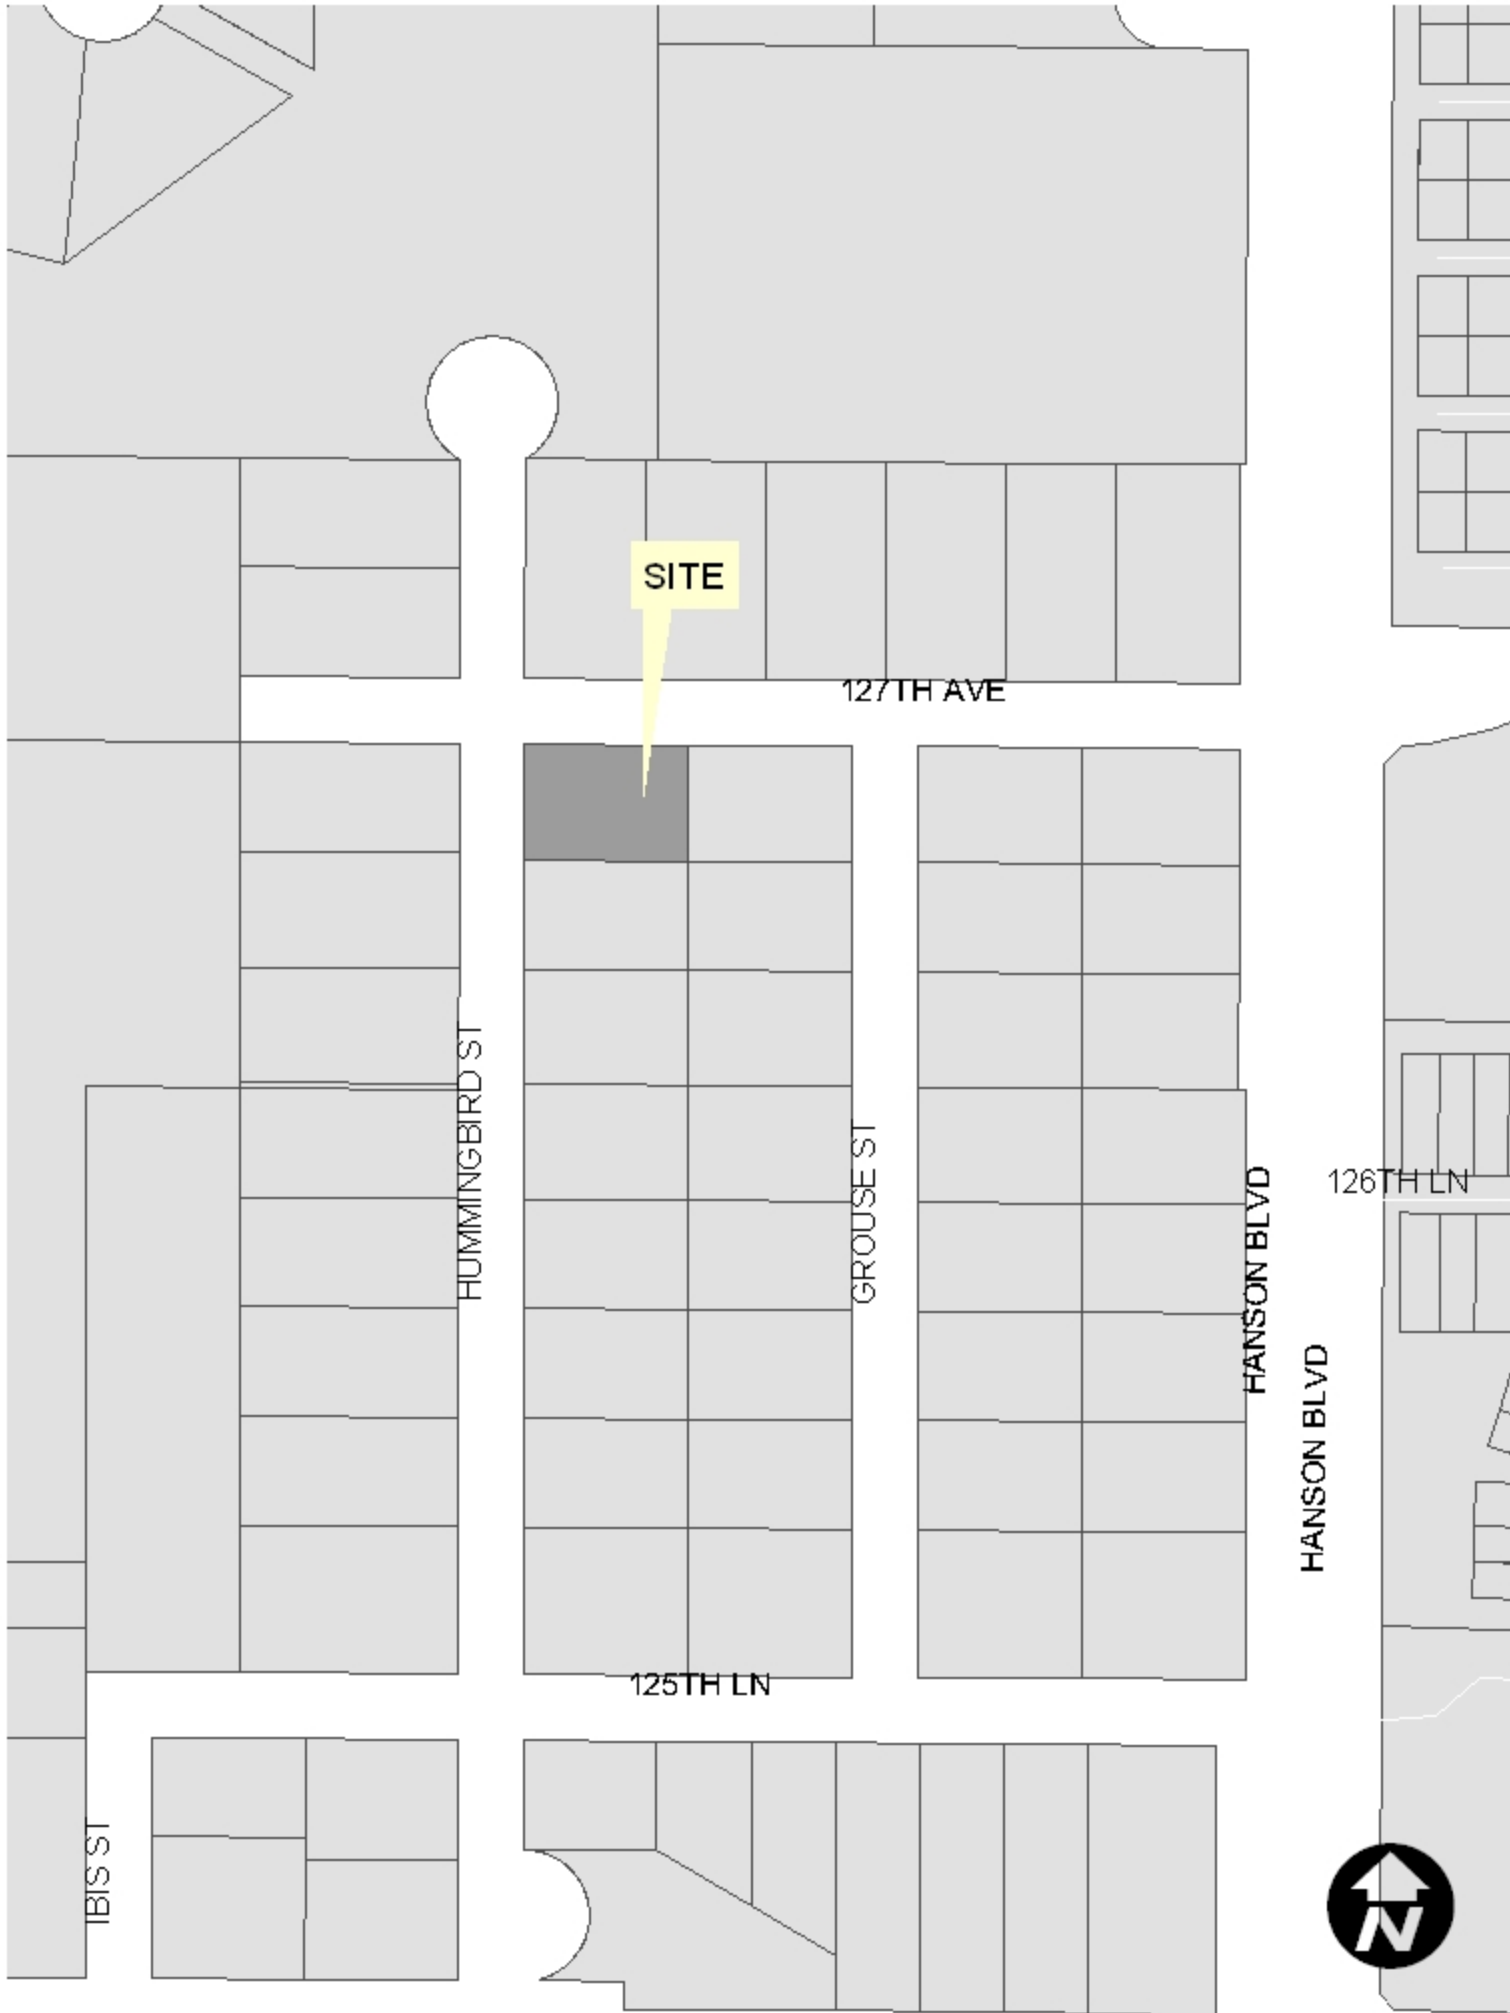 SITE
127TH AVE
HUMMINGBIRD ST
GROUSE ST
HANSON BLVD
126TH LN
HANSON BLVD
125TH LN
IBIS ST
N